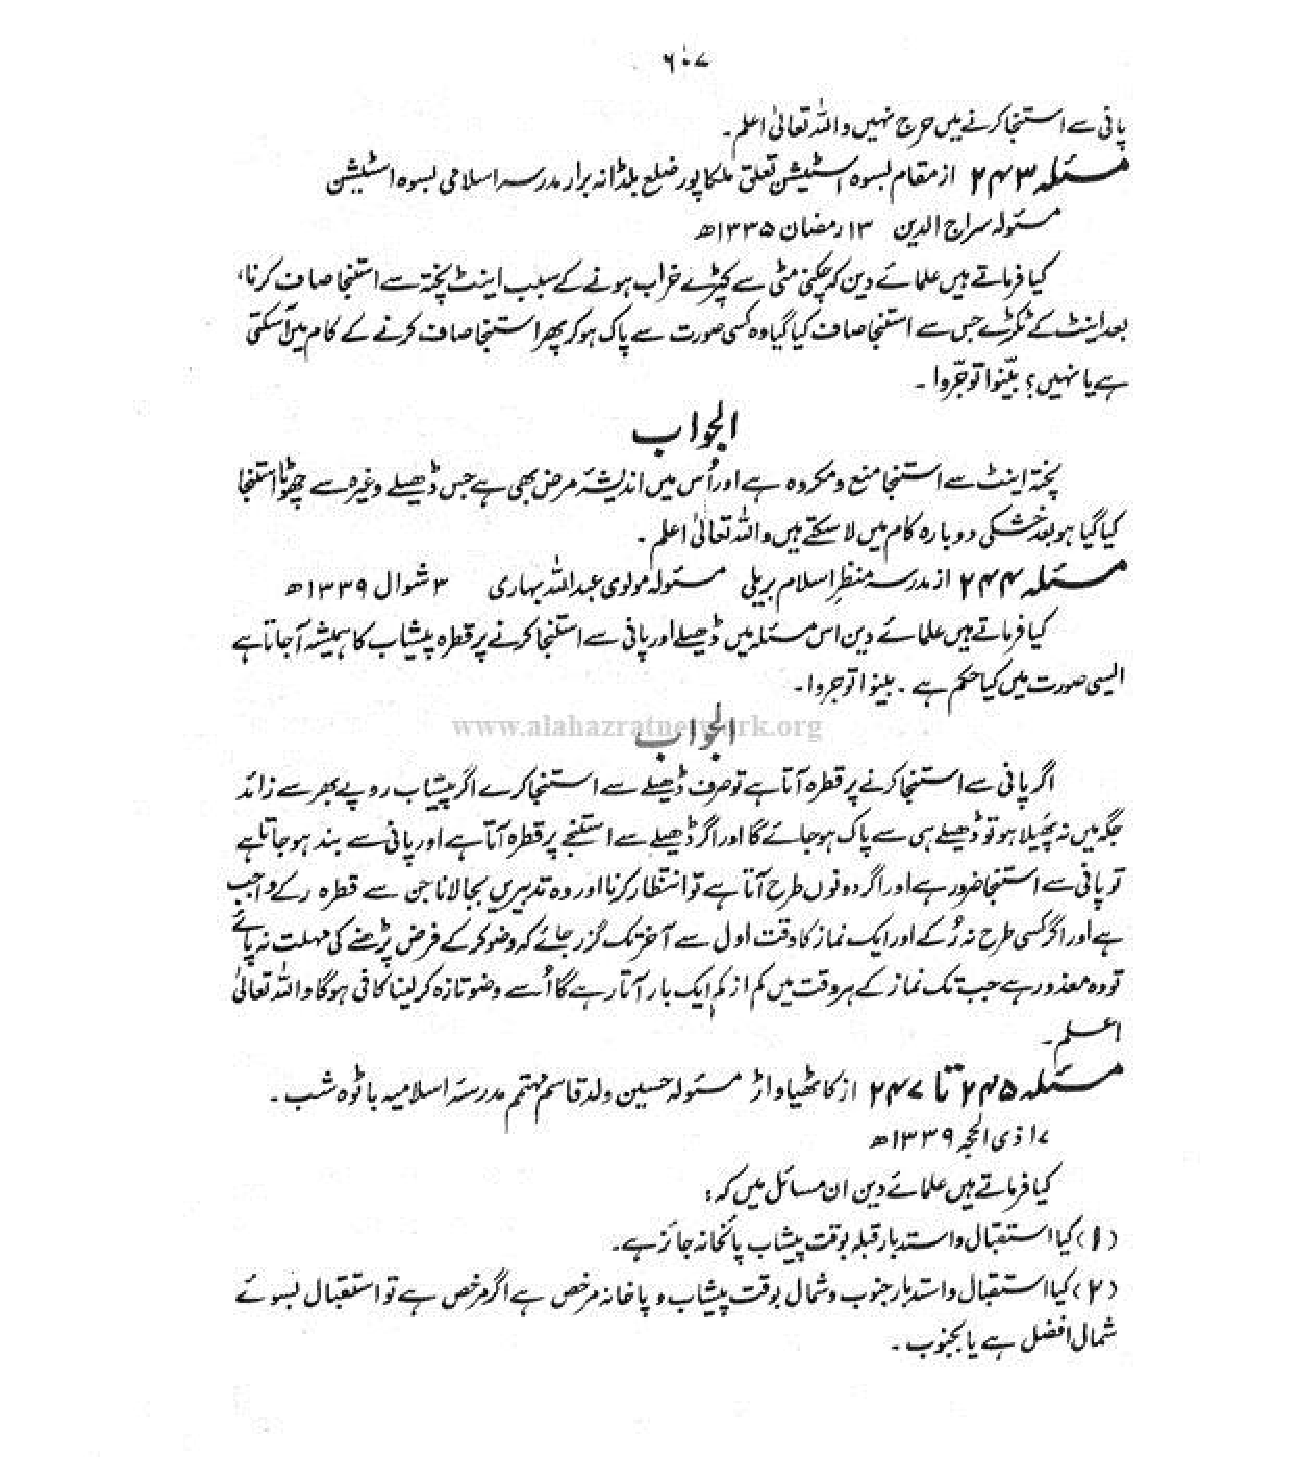 ۶۰۷
پانی سے استنجا کرنے میں حرج نہیں واللہ تعالیٰ اعلم۔
مسئلہ ۲۴۳ از مقام بسوہ اسٹیشن تعلق ملکاپور ضلع بلڈانہ برار مدرسہ اسلامی بسوہ اسٹیشن
مسئولہ سراج الدین ۱۳ رمضان ۱۳۳۵ھ
کیا فرماتے ہیں علمائے دین کہ چکنی مٹی سے کپڑے خراب ہونے کے سبب اینٹ پختہ سے استنجا صاف کرنا،
بعد اینٹ کے ٹکڑے جس سے استنجا صاف کیا گیا وہ کسی صورت سے پاک ہوکر پھر استنجا صاف کرنے کے کام میں آسکتی
ہے یا نہیں؟ بیّنوا توجّروا۔
الجواب
پختہ اینٹ سے استنجا منع و مکروہ ہے اور اُس میں اندیشۂ مرض بھی ہے جس ڈھیلے وغیرہ سے چھوٹا استنجا
کیا گیا ہو بعد خشکی دوبارہ کام میں لاسکتے ہیں واللہ تعالیٰ اعلم۔
مسئلہ ۲۴۴ از مدرسہ منظرِ اسلام بریلی مسئولہ مولوی عبداللہ بہاری ۳ شوال ۱۳۳۹ھ
کیا فرماتے ہیں علمائے دین اس مسئلہ میں ڈھیلے اور پانی سے استنجا کرنے پر قطرہ پیشاب کا ہمیشہ آجاتا ہے
ایسی صورت میں کیا حکم ہے۔ بینوا توجروا۔
www.alahazratnetwork.org
الجواب
اگر پانی سے استنجا کرنے پر قطرہ آتا ہے تو صرف ڈھیلے سے استنجا کرے اگر پیشاب روپے بھر سے زائد
جگہ میں نہ پھیلا ہو تو ڈھیلے ہی سے پاک ہوجائے گا اور اگر ڈھیلے سے استنجے پر قطرہ آتا ہے اور پانی سے بند ہوجاتا ہے
تو پانی سے استنجا ضرور ہے اور اگر دونوں طرح آتا ہے تو انتظار کرنا اور وہ تدبیریں بجالانا جن سے قطرہ رکے واجب
ہے اور اگر کسی طرح نہ رُکے اور ایک نماز کا وقت اول سے آخر تک گزر جائے کہ وضو کرکے فرض پڑھنے کی مہلت نہ پائے
تو وہ معذور ہے جب تک نماز کے ہر وقت میں کم از کم ایک بار آتا رہے گا اُسے وضو تازہ کرلینا کافی ہوگا واللہ تعالیٰ
اعلم۔
مسئلہ ۲۴۵ تا ۲۴۷ از کاٹھیاواڑ مسئولہ حسین ولد قاسم مہتمم مدرسہ اسلامیہ باٹوہ شب۔
۱۷ ذی الحجہ ۱۳۳۹ھ
کیا فرماتے ہیں علمائے دین ان مسائل میں کہ:
(۱) کیا استقبال و استدبار قبلہ بوقت پیشاب پائخانہ جائز ہے۔
(۲) کیا استقبال و استدبار جنوب و شمال بوقت پیشاب و پاخانہ مرخص ہے اگر مرخص ہے تو استقبال بسوئے
شمال افضل ہے یا بجنوب۔